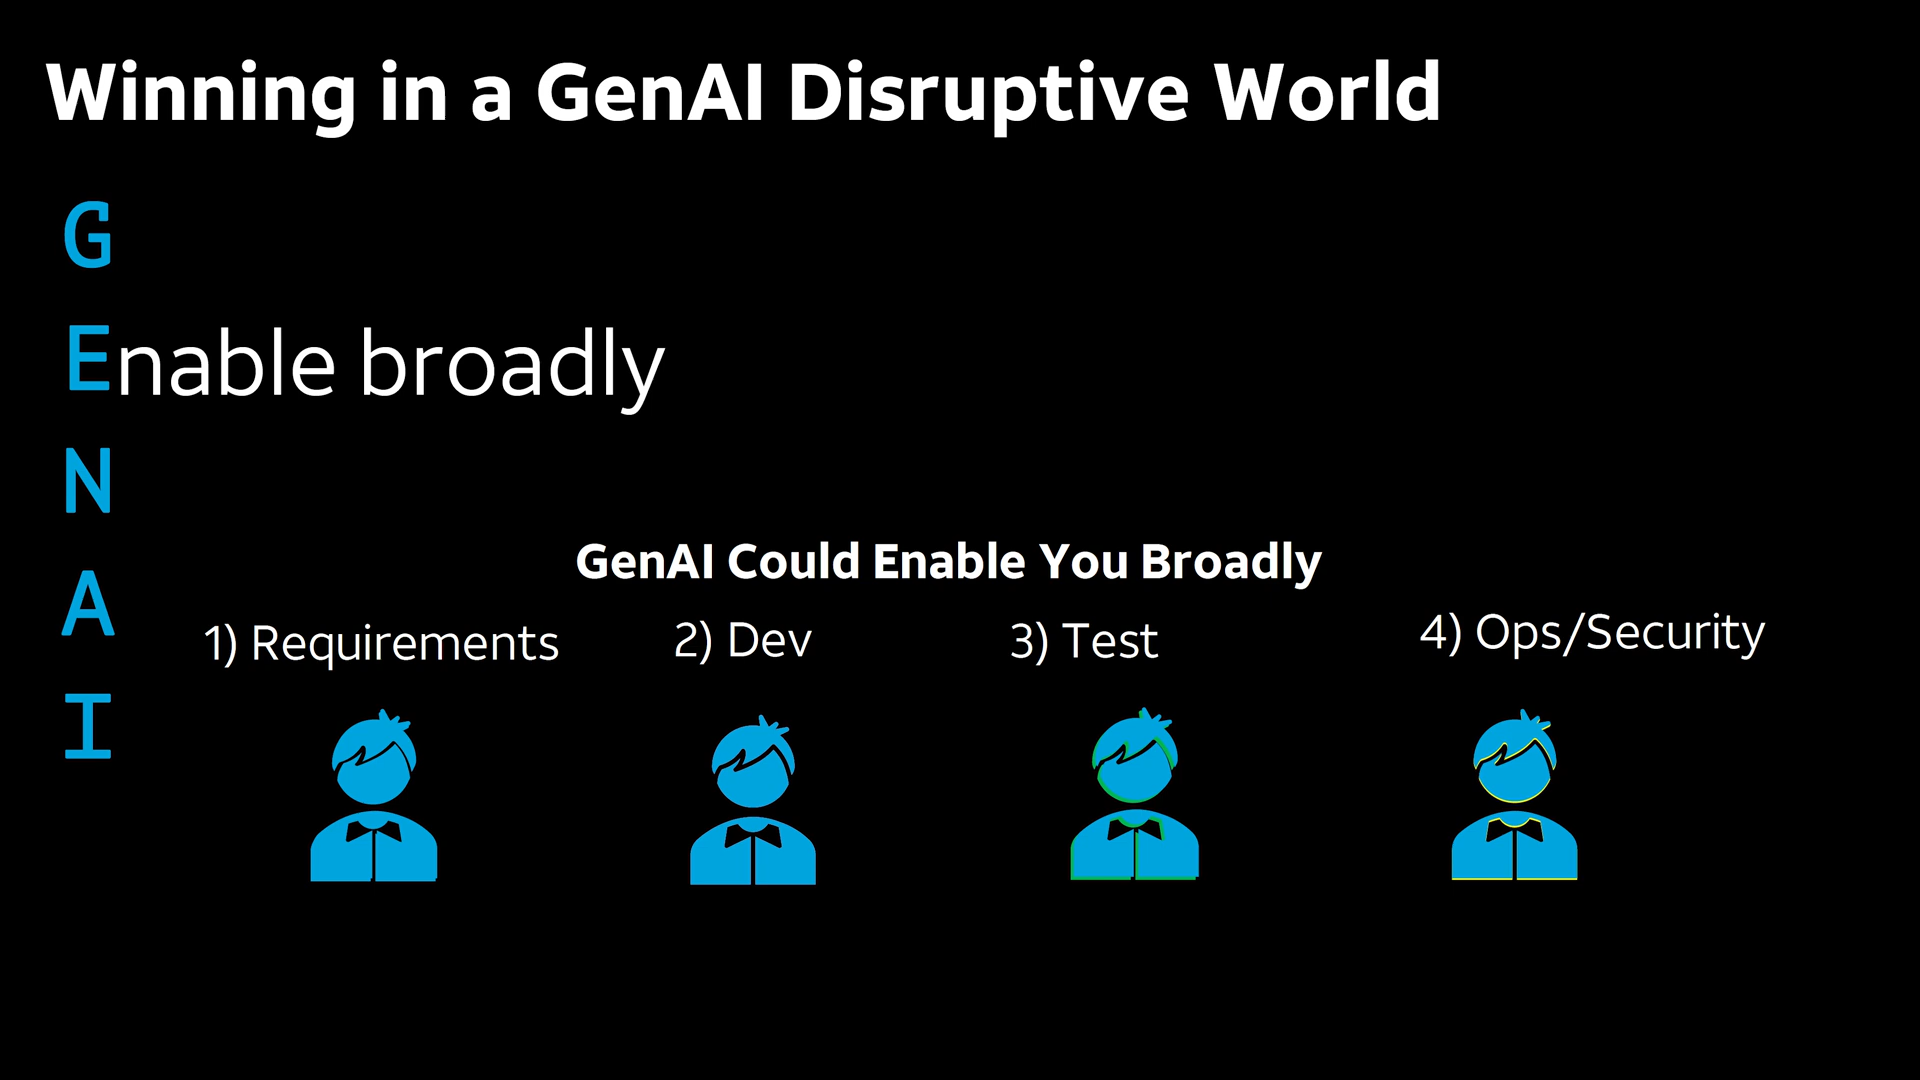 Winning in a GenAI Disruptive World
G
Enable broadly
N
A
I
GenAI Could Enable You Broadly
1) Requirements
2) Dev
3) Test
4) Ops/Security